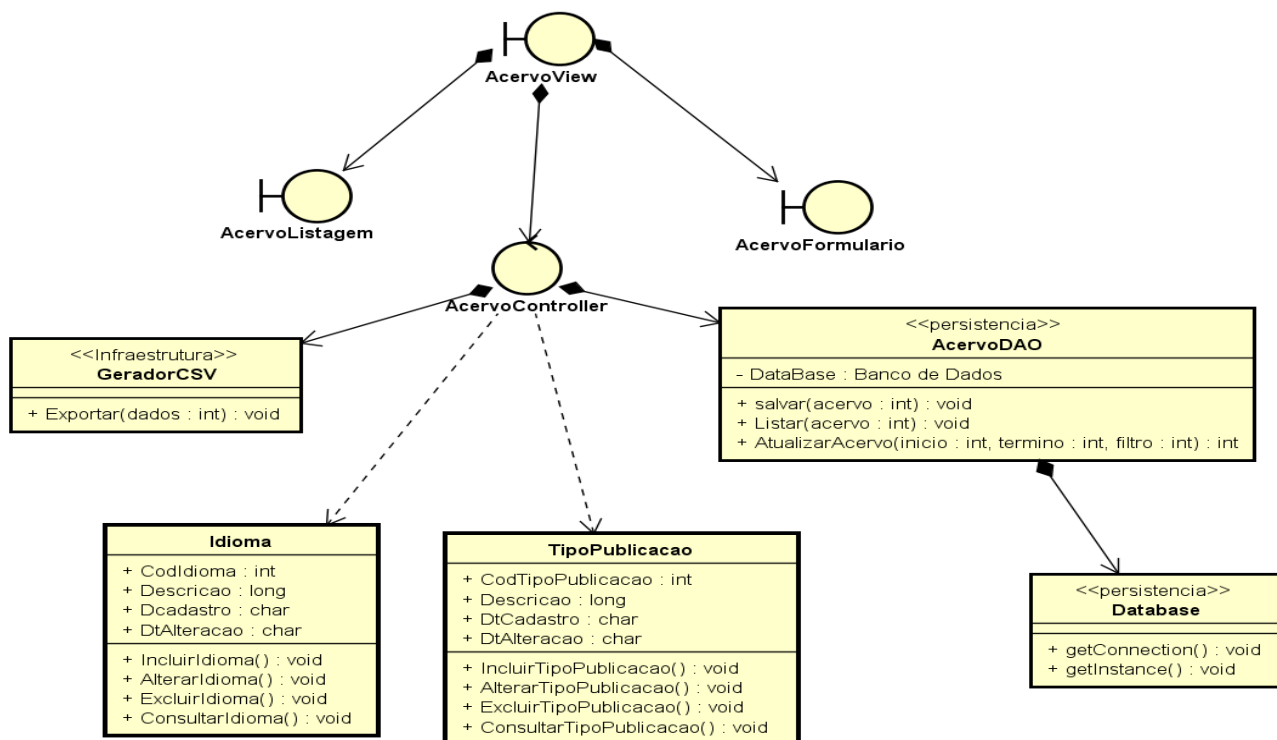 AcervoView
AcervoListagem
AcervoFormulario
AcervoController
<<Infraestrutura>>
GeradorCSV
+ Exportar(dados : int) : void
<<persistencia>>
AcervoDAO
- DataBase : Banco de Dados
+ salvar(acervo : int) : void
+ Listar(acervo : int) : void
+ AtualizarAcervo(inicio : int, termino : int, filtro : int) : int
Idioma
+ CodIdioma : int
+ Descricao : long
+ Dcadastro : char
+ DtAlteracao : char
+ IncluirIdioma() : void
+ AlterarIdioma() : void
+ ExcluirIdioma() : void
+ ConsultarIdioma() : void
TipoPublicacao
+ CodTipoPublicacao : int
+ Descricao : long
+ DtCadastro : char
+ DtAlteracao : char
+ IncluirTipoPublicacao() : void
+ AlterarTipoPublicacao() : void
+ ExcluirTipoPublicacao() : void
+ ConsultarTipoPublicacao() : void
<<persistencia>>
Database
+ getConnection() : void
+ getInstance() : void